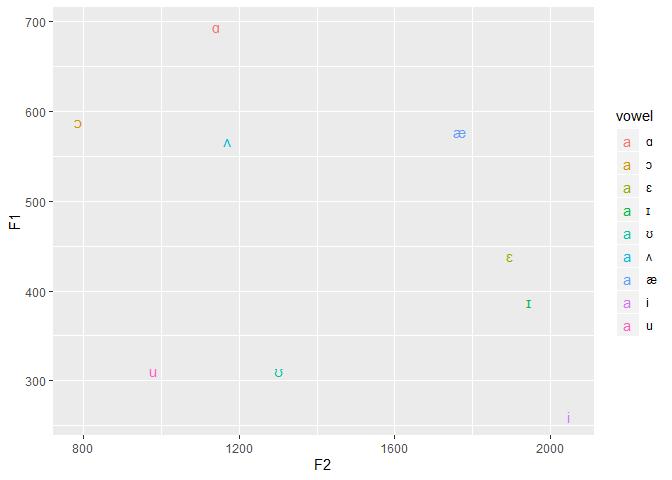 700
600
500
400
300
F1
ɑ
ɔ
ʌ
æ
ɛ
ɪ
u
ʊ
i
800
1200
1600
2000
F2
vowel
a ɑ
a ɔ
a ɛ
a ɪ
a ʊ
a ʌ
a æ
a i
a u